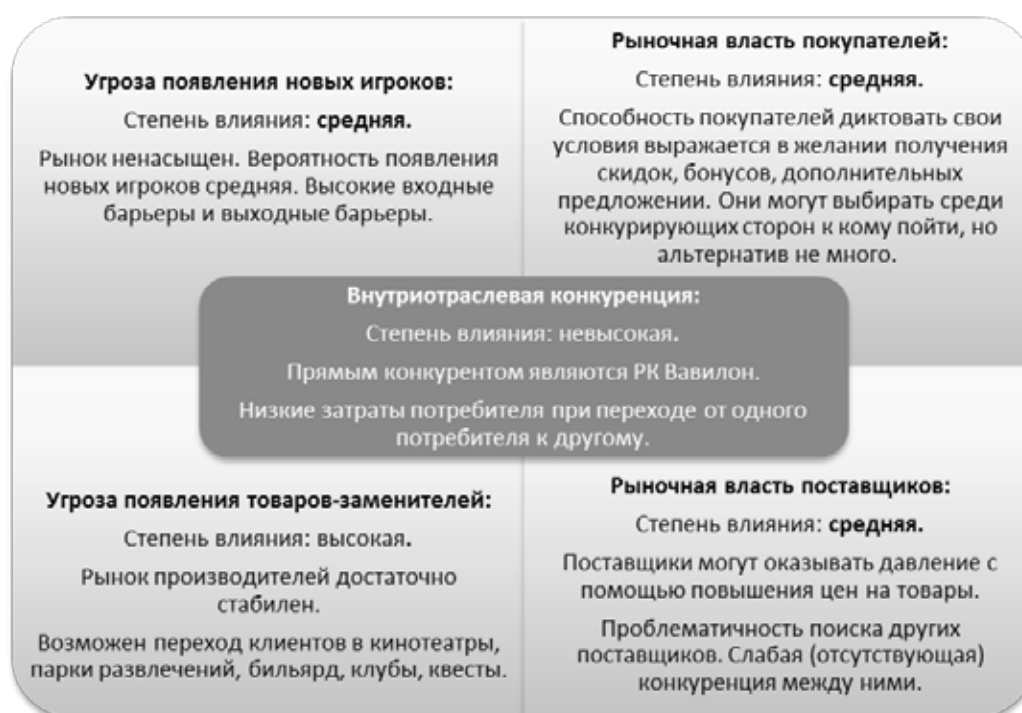 Угроза появления новых игроков:
Степень влияния: средняя.
Рынок ненасыщен. Вероятность появления
новых игроков средняя. Высокие входные
барьеры и выходные барьеры.
Рыночная власть покупателей:
Степень влияния: средняя.
Способность покупателей диктовать свои
условия выражается в желании получения
скидок, бонусов, дополнительных
предложении. Они могут выбирать среди
конкурирующих сторон к кому пойти, но
альтернатив не много.
Внутриотраслевая конкуренция:
Степень влияния: невысокая.
Прямым конкурентом являются РК Вавилон.
Низкие затраты потребителя при переходе от одного
потребителя к другому.
Угроза появления товаров-заменителей:
Степень влияния: высокая.
Рынок производителей достаточно
стабилен.
Возможен переход клиентов в кинотеатры,
парки развлечений, бильярд, клубы, квесты.
Рыночная власть поставщиков:
Степень влияния: средняя.
Поставщики могут оказывать давление с
помощью повышения цен на товары.
Проблематичность поиска других
поставщиков. Слабая (отсутствующая)
конкуренция между ними.